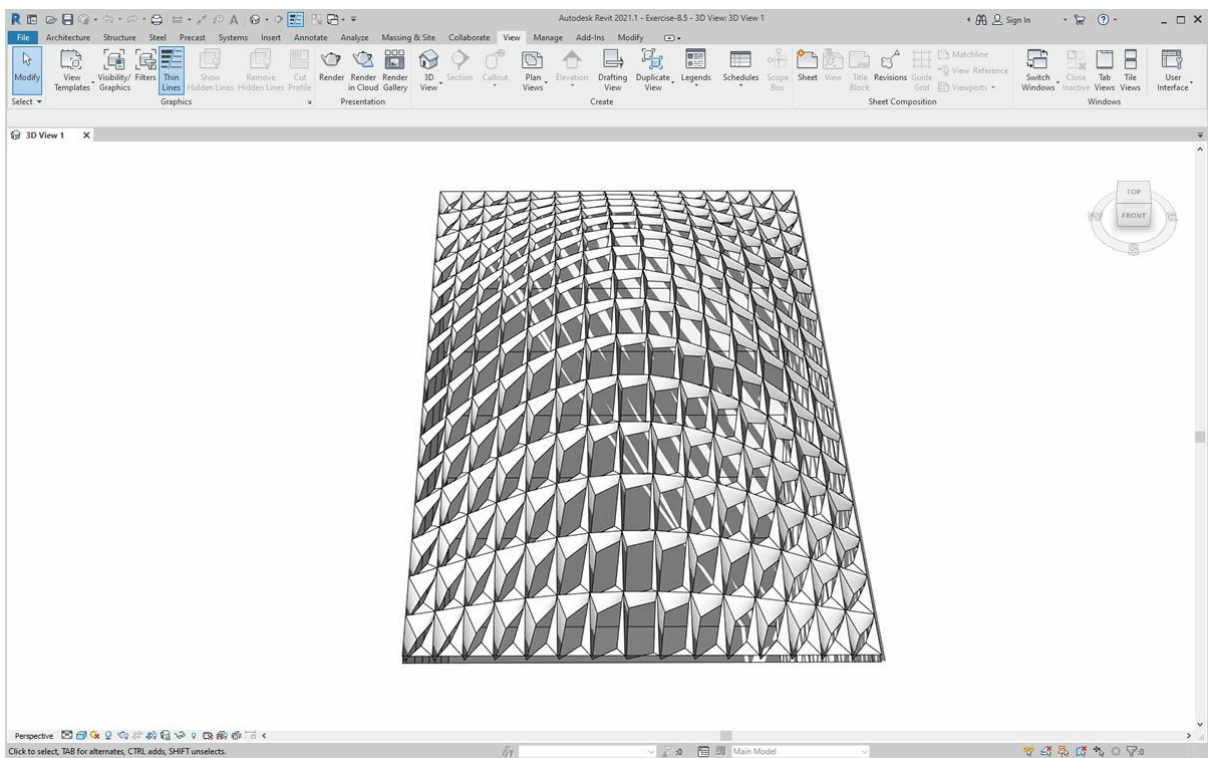 R A Autodesk Revit 2021.1 - Exercise-8.5 - 3D View: 3D View 1 Sign In ?
File Architecture Structure Steel Precast Systems Insert Annotate Analyze Massing & Site Collaborate View Manage Add-Ins Modify
Modify View Visibility/ Filters Thin Show Remove Cut Render Render Render 3D Section Callout Plan Elevation Drafting Duplicate Legends Schedules Scope Sheet View Title Revisions Guide Matchline Switch Close Tab Tile User
Templates Graphics Lines Hidden Lines Hidden Lines Profile in Cloud Gallery View Views View View Box Block Grid View Reference Windows Inactive Views Views Interface
Viewports
Select Graphics Presentation Create Sheet Composition Windows
3D View 1 X
TOP
FRONT
S
Perspective
Click to select, TAB for alternates, CTRL adds, SHIFT unselects. :0 Main Model :0